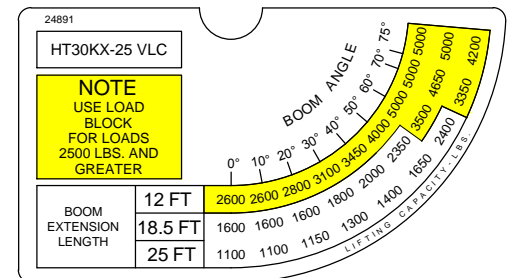 24891
HT30KX-25 VLC
NOTE
USE LOAD
BLOCK
FOR LOADS
2500 LBS. AND
GREATER
BOOM ANGLE
0° 10° 20° 30° 40° 50° 60° 70° 75°
BOOM
EXTENSION
LENGTH
12 FT 2600 2600 2800 3100 3450 4000 5000 5000 5000
18.5 FT 1600 1600 1600 1800 2000 2350 3500 4650 5000
25 FT 1100 1100 1150 1300 1400 1650 2400 3350 4200
LIFTING CAPACITY, LBS.